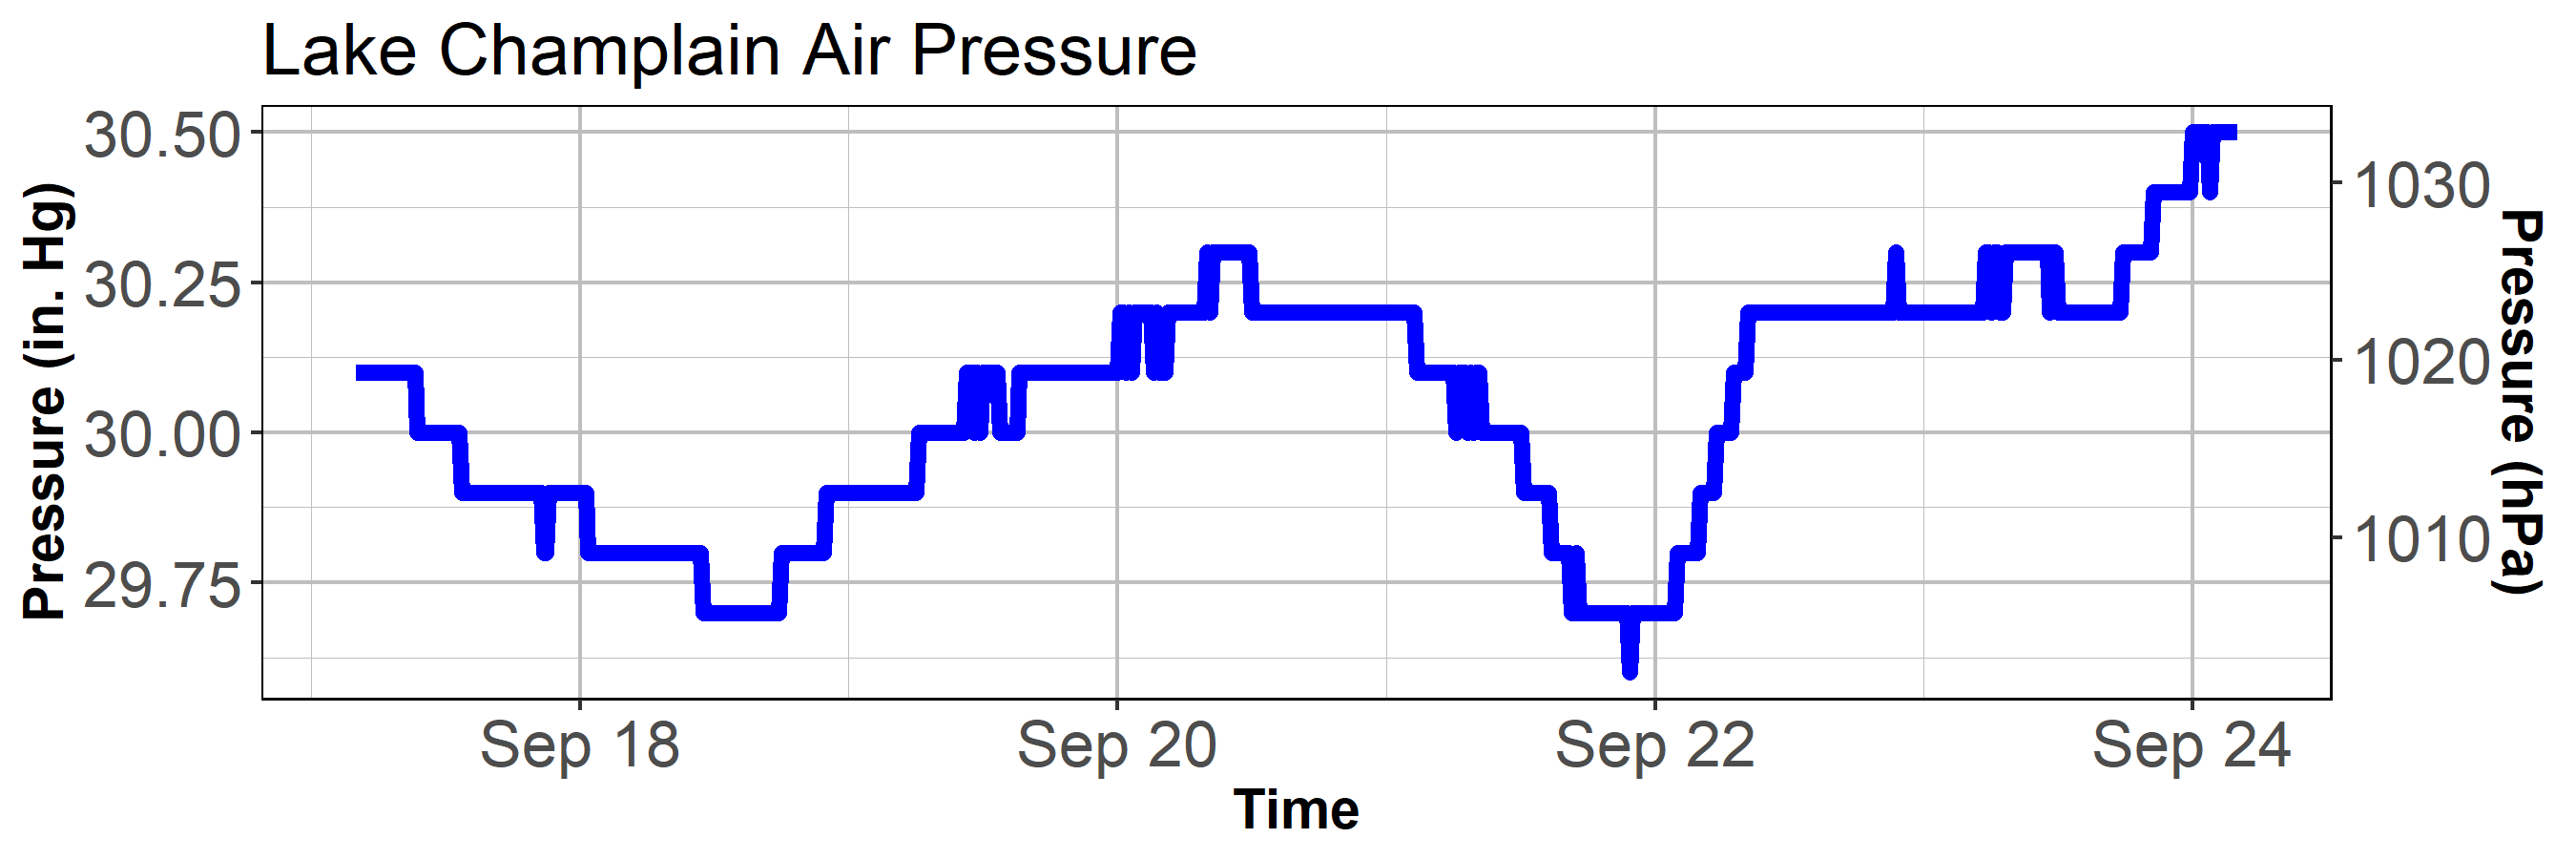 Lake Champlain Air Pressure
Pressure (in. Hg)
30.50
30.25
30.00
29.75
1030
1020
1010
Pressure (hPa)
Sep 18
Sep 20
Sep 22
Sep 24
Time